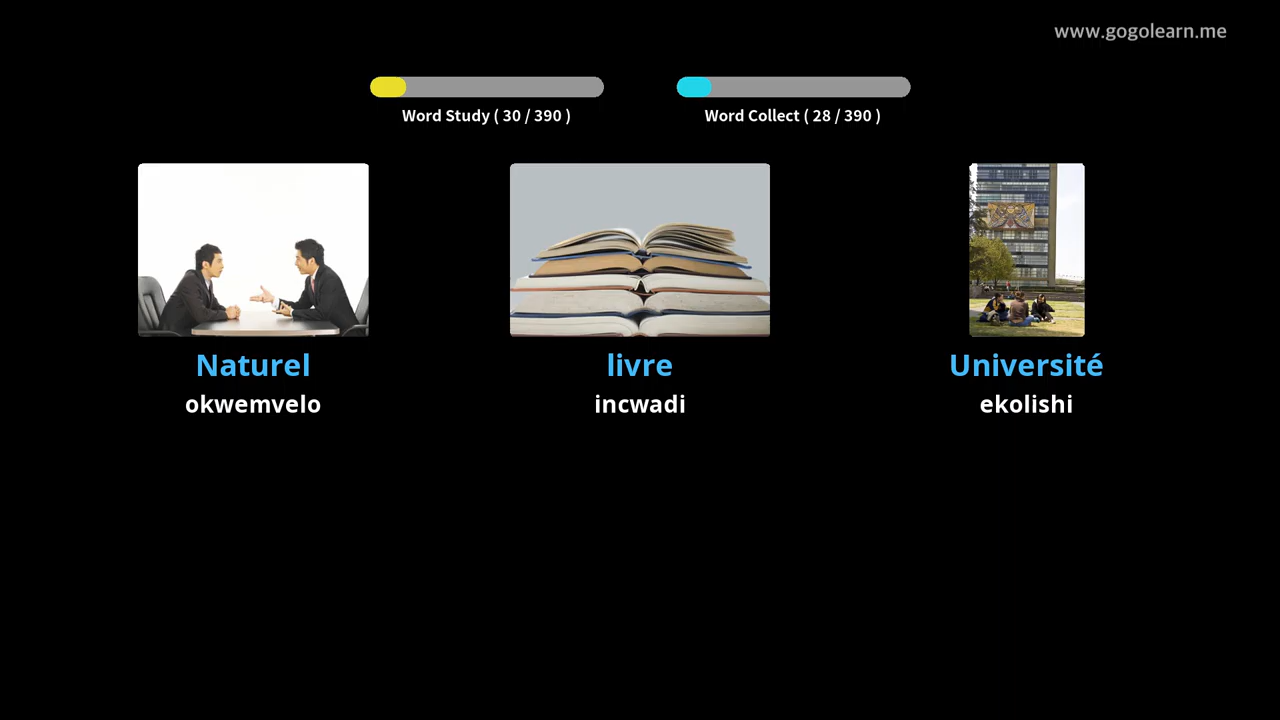 www.gogolearn.me
Word Study ( 30 / 390 )
Word Collect ( 28 / 390 )
Naturel
okwemvelo
livre
incwadi
Université
ekolishi